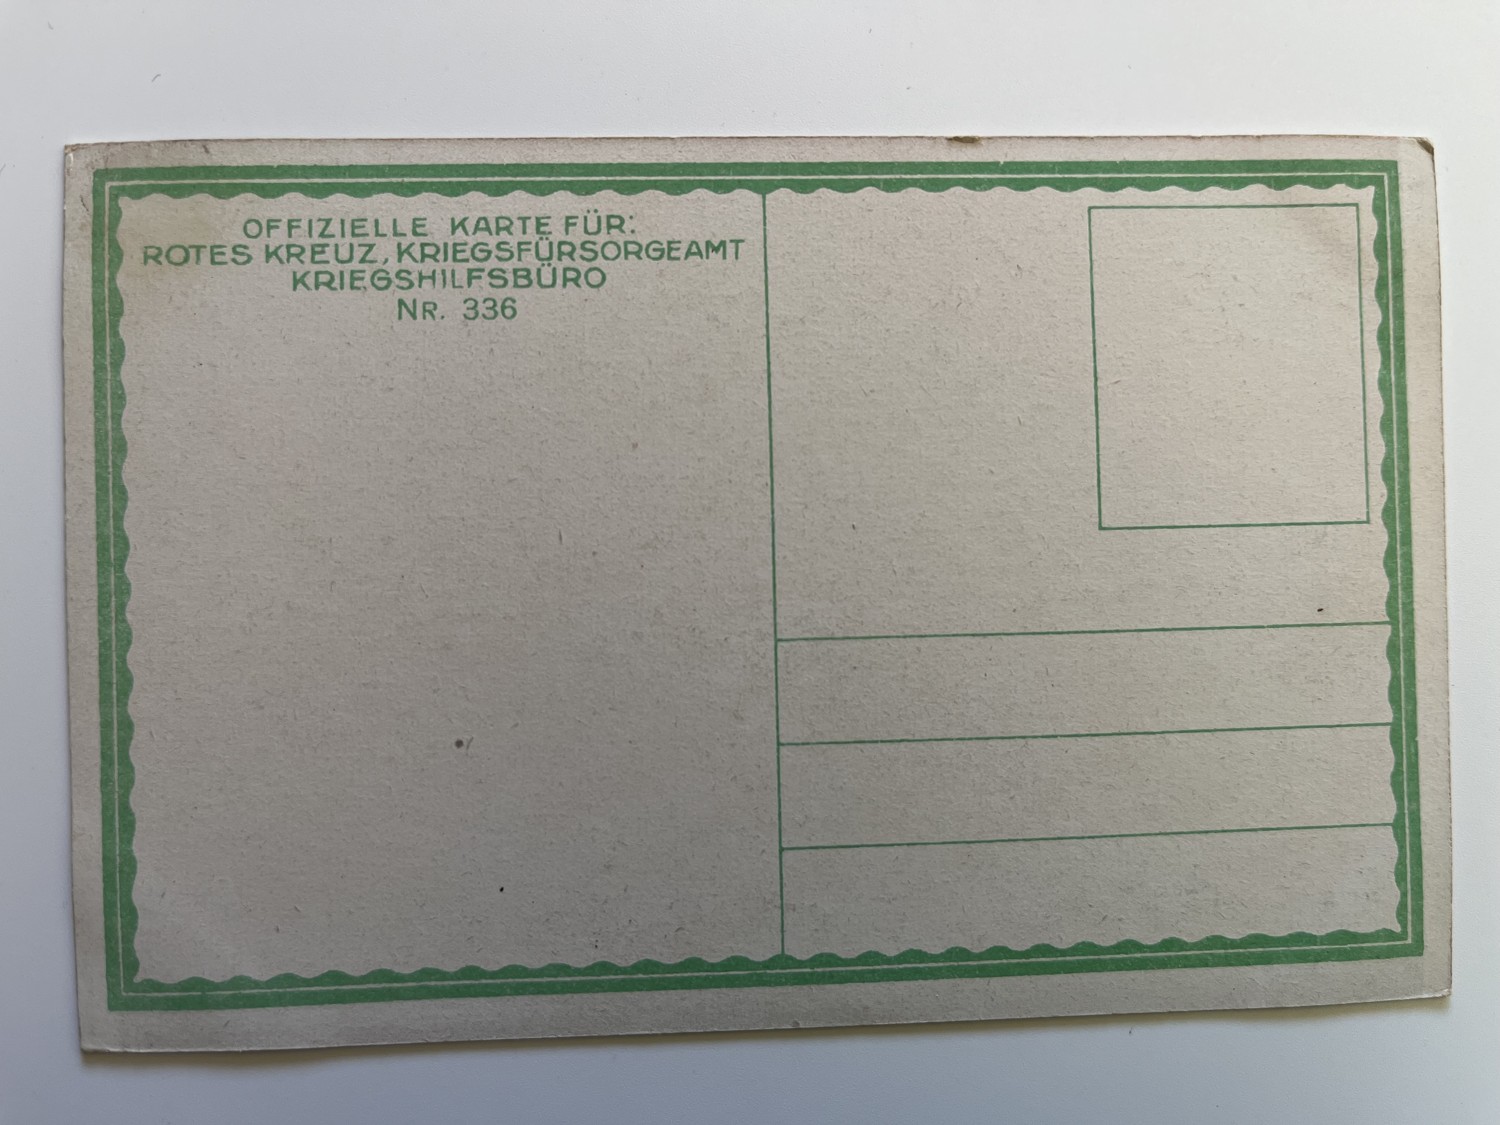 OFFIZIELLE KARTE FÜR:
ROTES KREUZ, KRIEGSFÜRSORGEAMT
KRIEGSHILFSBÜRO
NR. 336